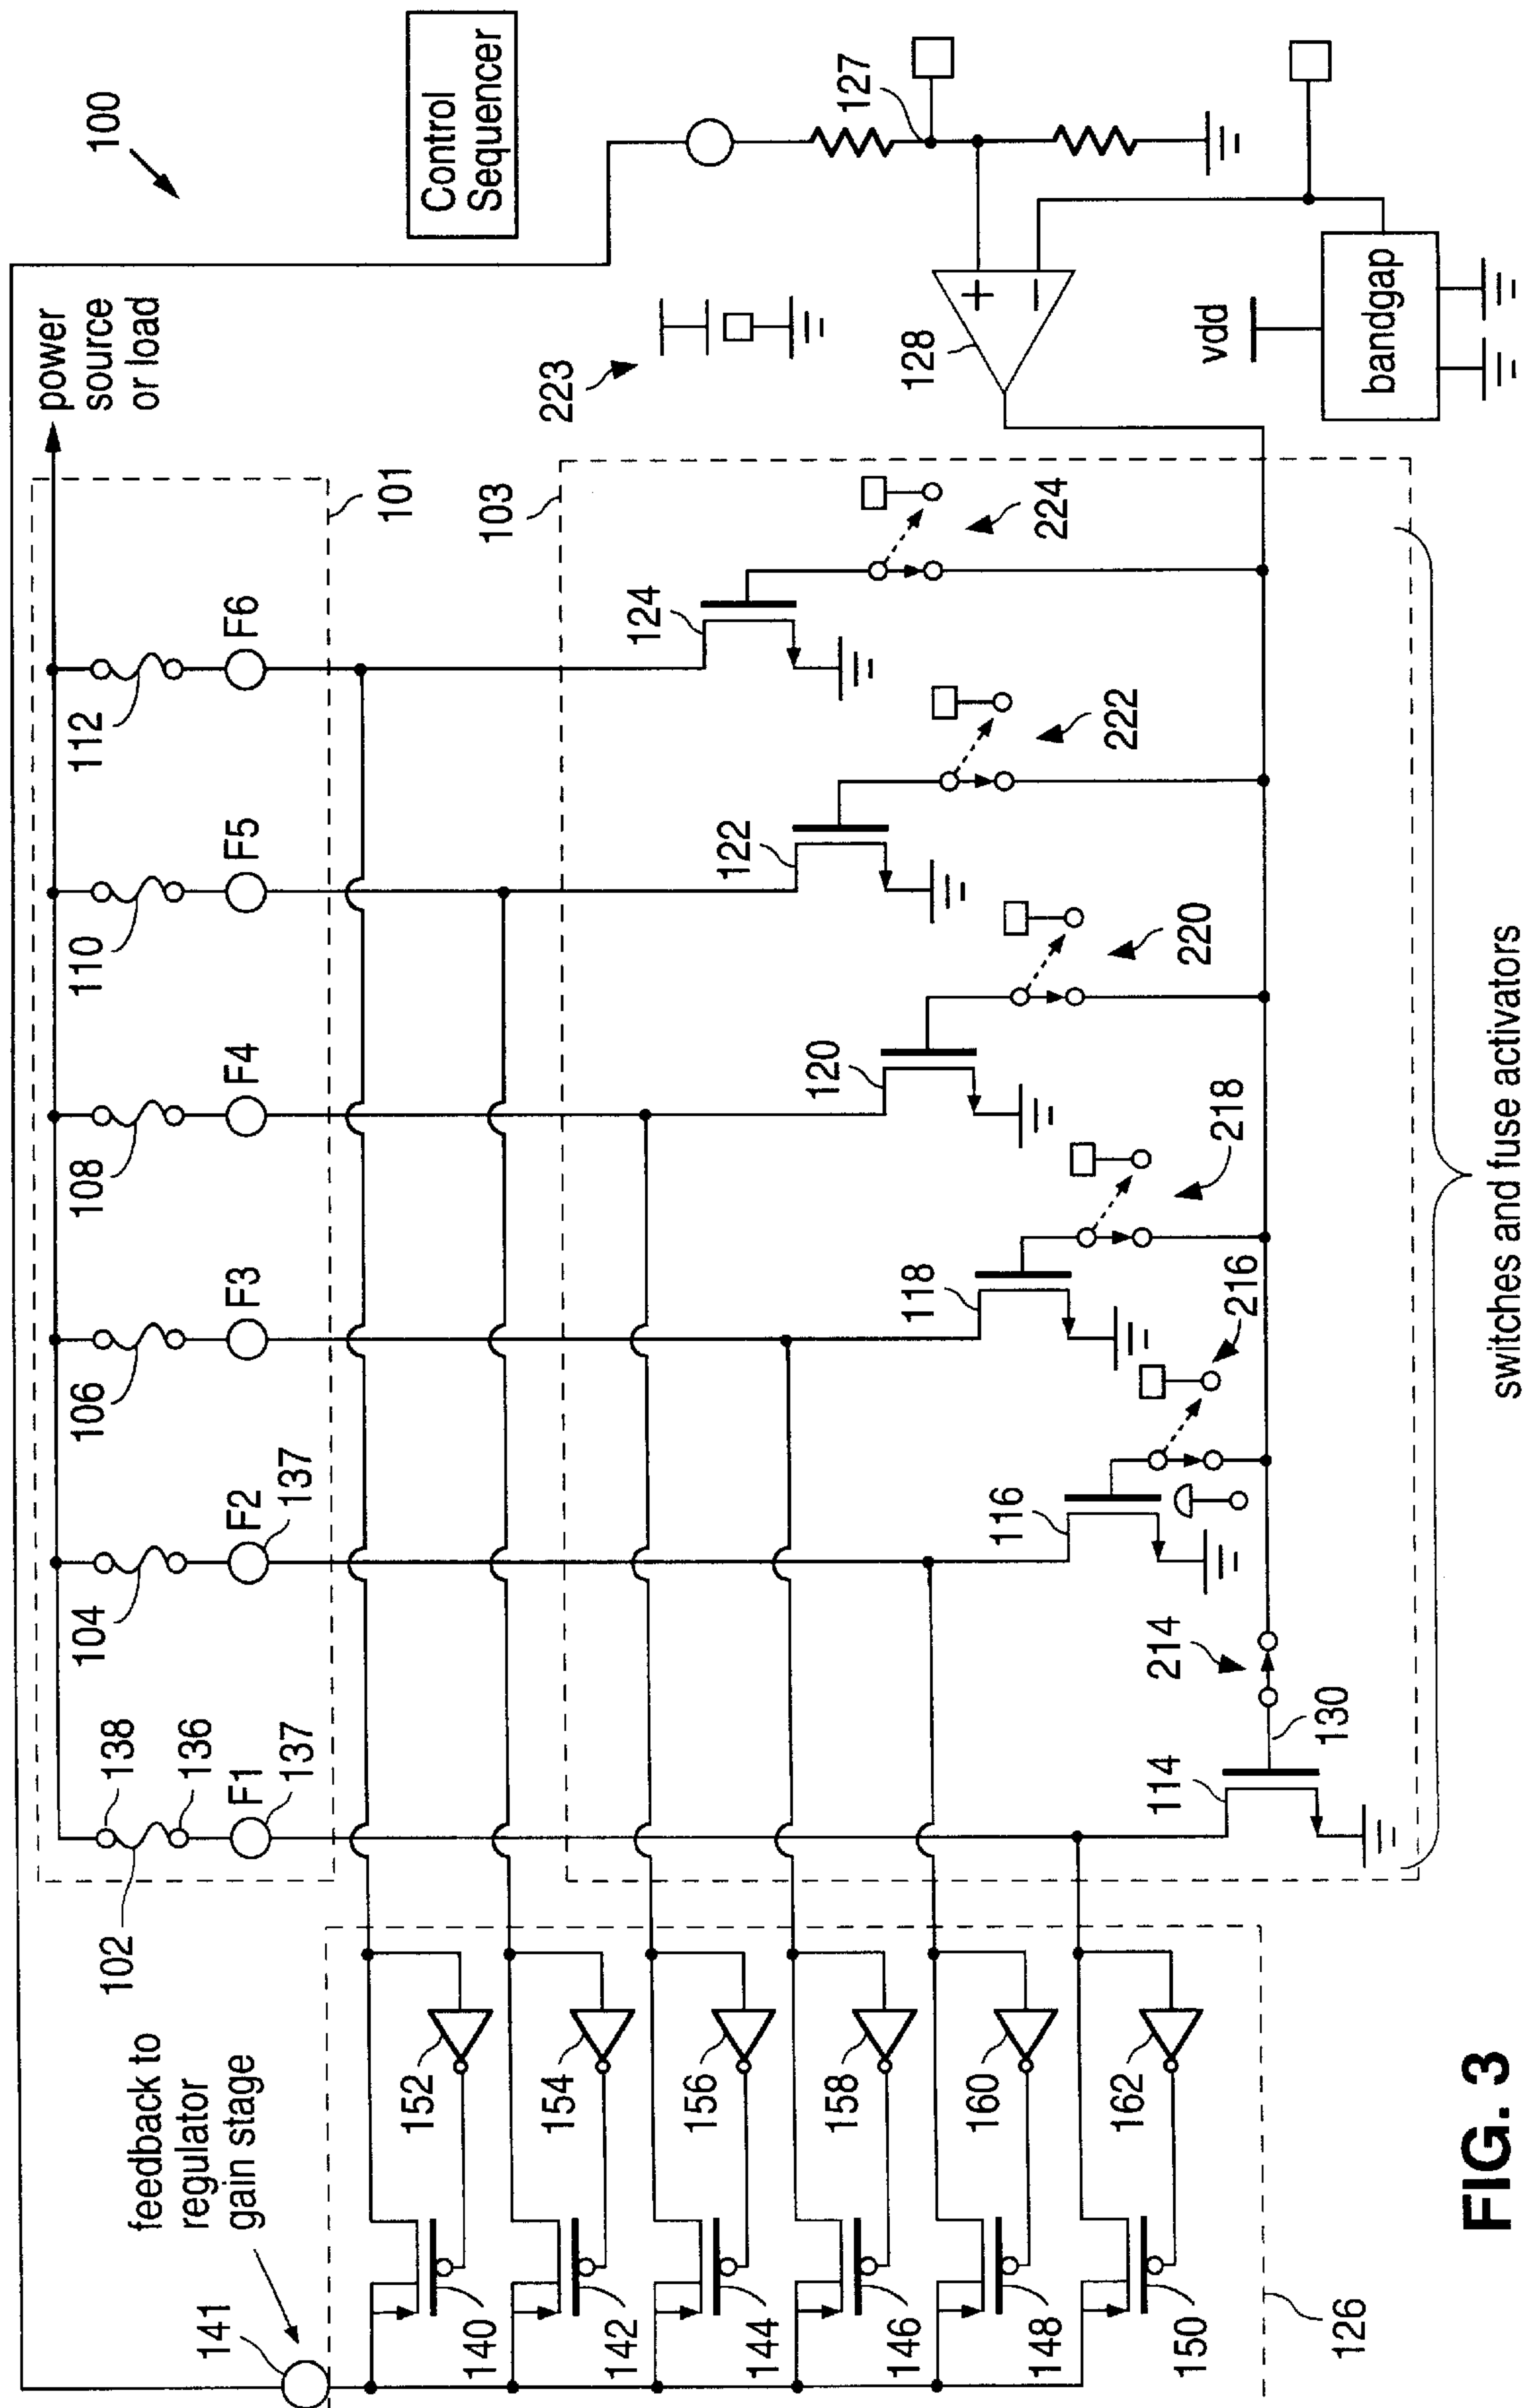 100
Control
Sequencer
power
source
or load
127
223
128
+
−
vdd
bandgap
101
103
112
F6
110
F5
108
F4
106
F3
104
F2
137
102
138
136
F1
137
124
224
122
222
120
220
118
218
116
216
114
214
130
switches and fuse activators
feedback to
regulator
gain stage
141
152
154
156
158
160
162
140
142
144
146
148
150
126
FIG. 3